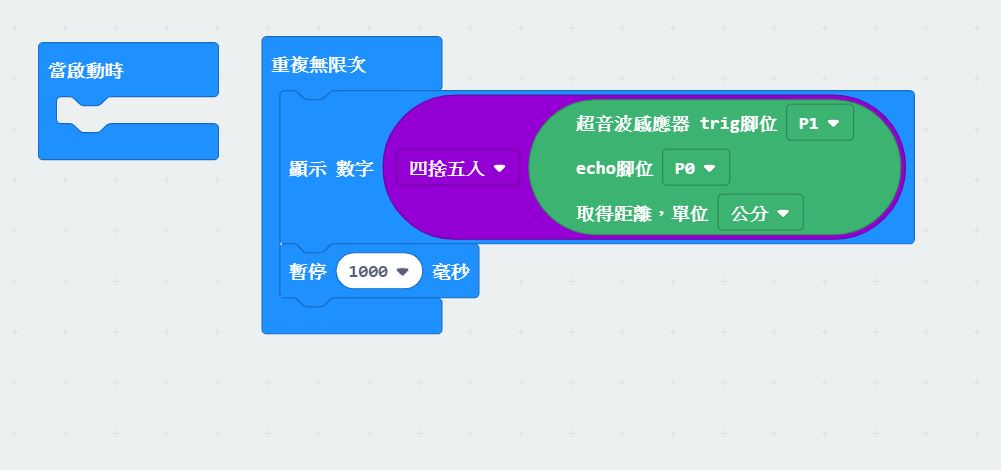 當啟動時
重複無限次
顯示 數字
四捨五入
超音波感應器 trig腳位 P1
echo腳位 P0
取得距離，單位 公分
暫停 1000 毫秒